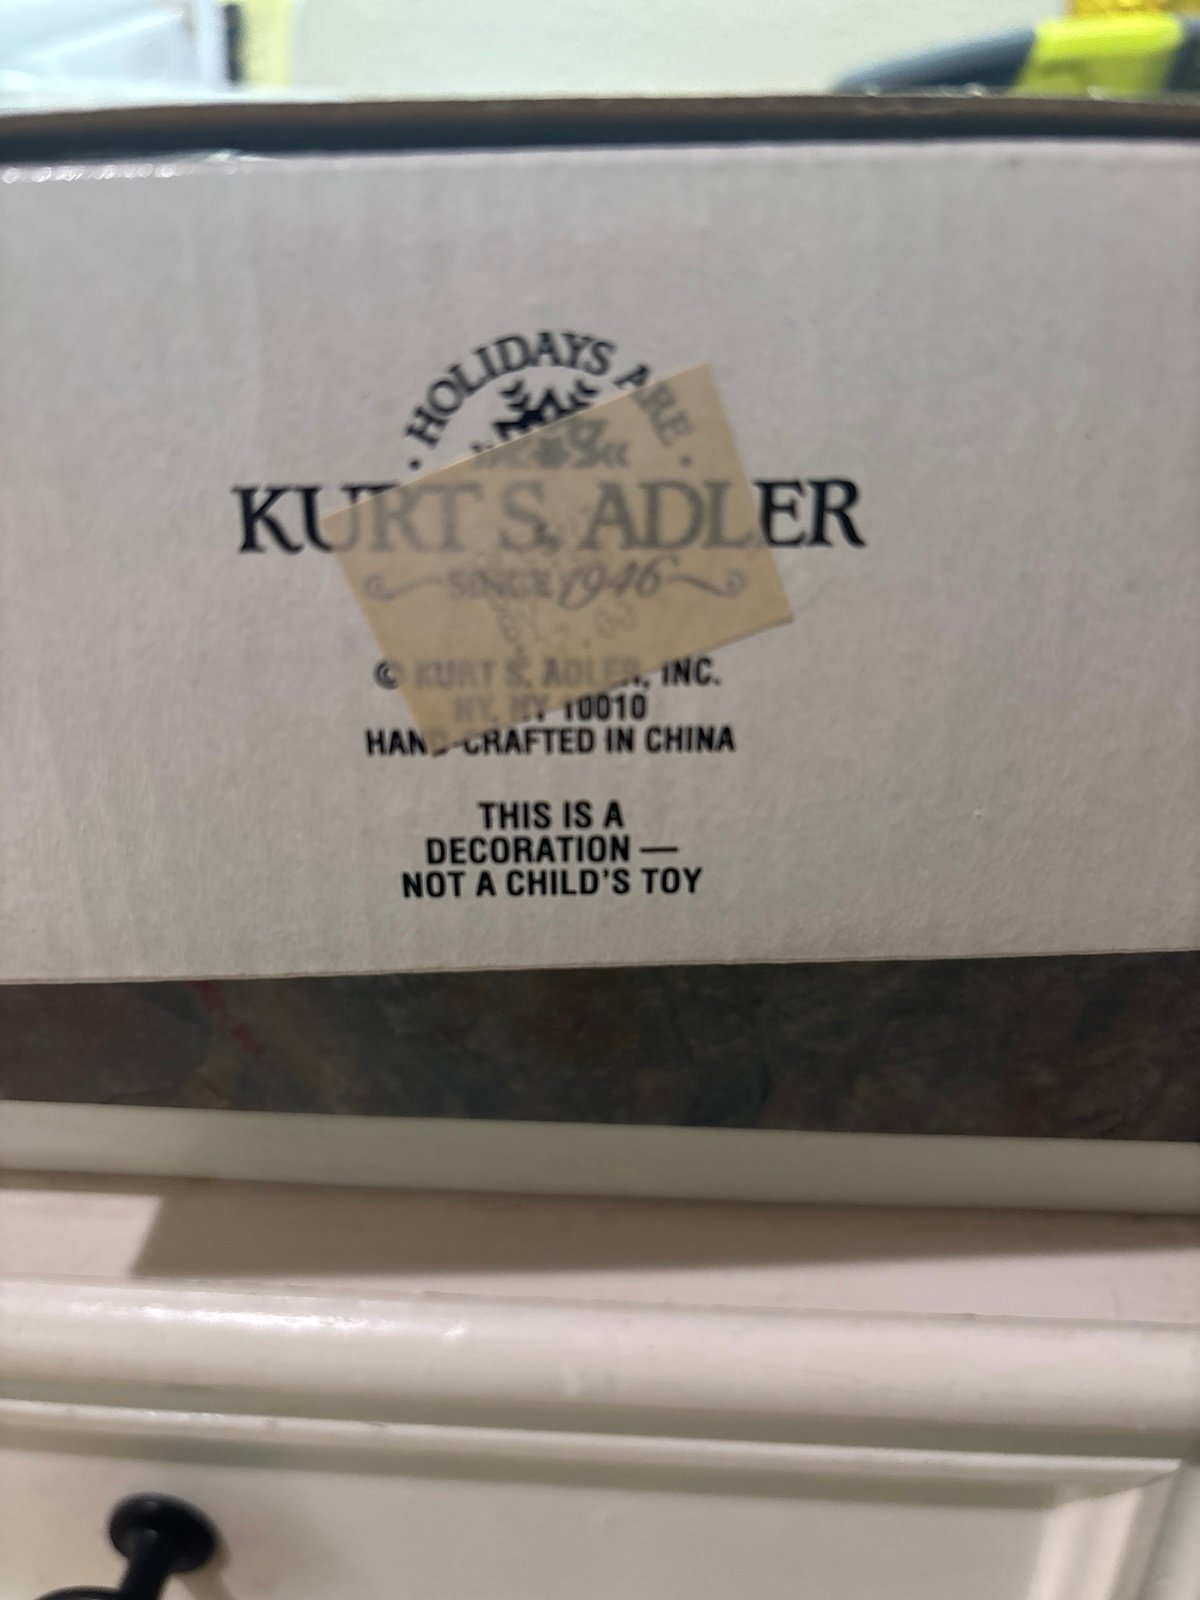 · HOLIDAYS ARE ·
KURT S. ADLER
SINCE 1946
© KURT S. ADLER, INC.
NY, NY 10010
HAND-CRAFTED IN CHINA
THIS IS A
DECORATION —
NOT A CHILD'S TOY